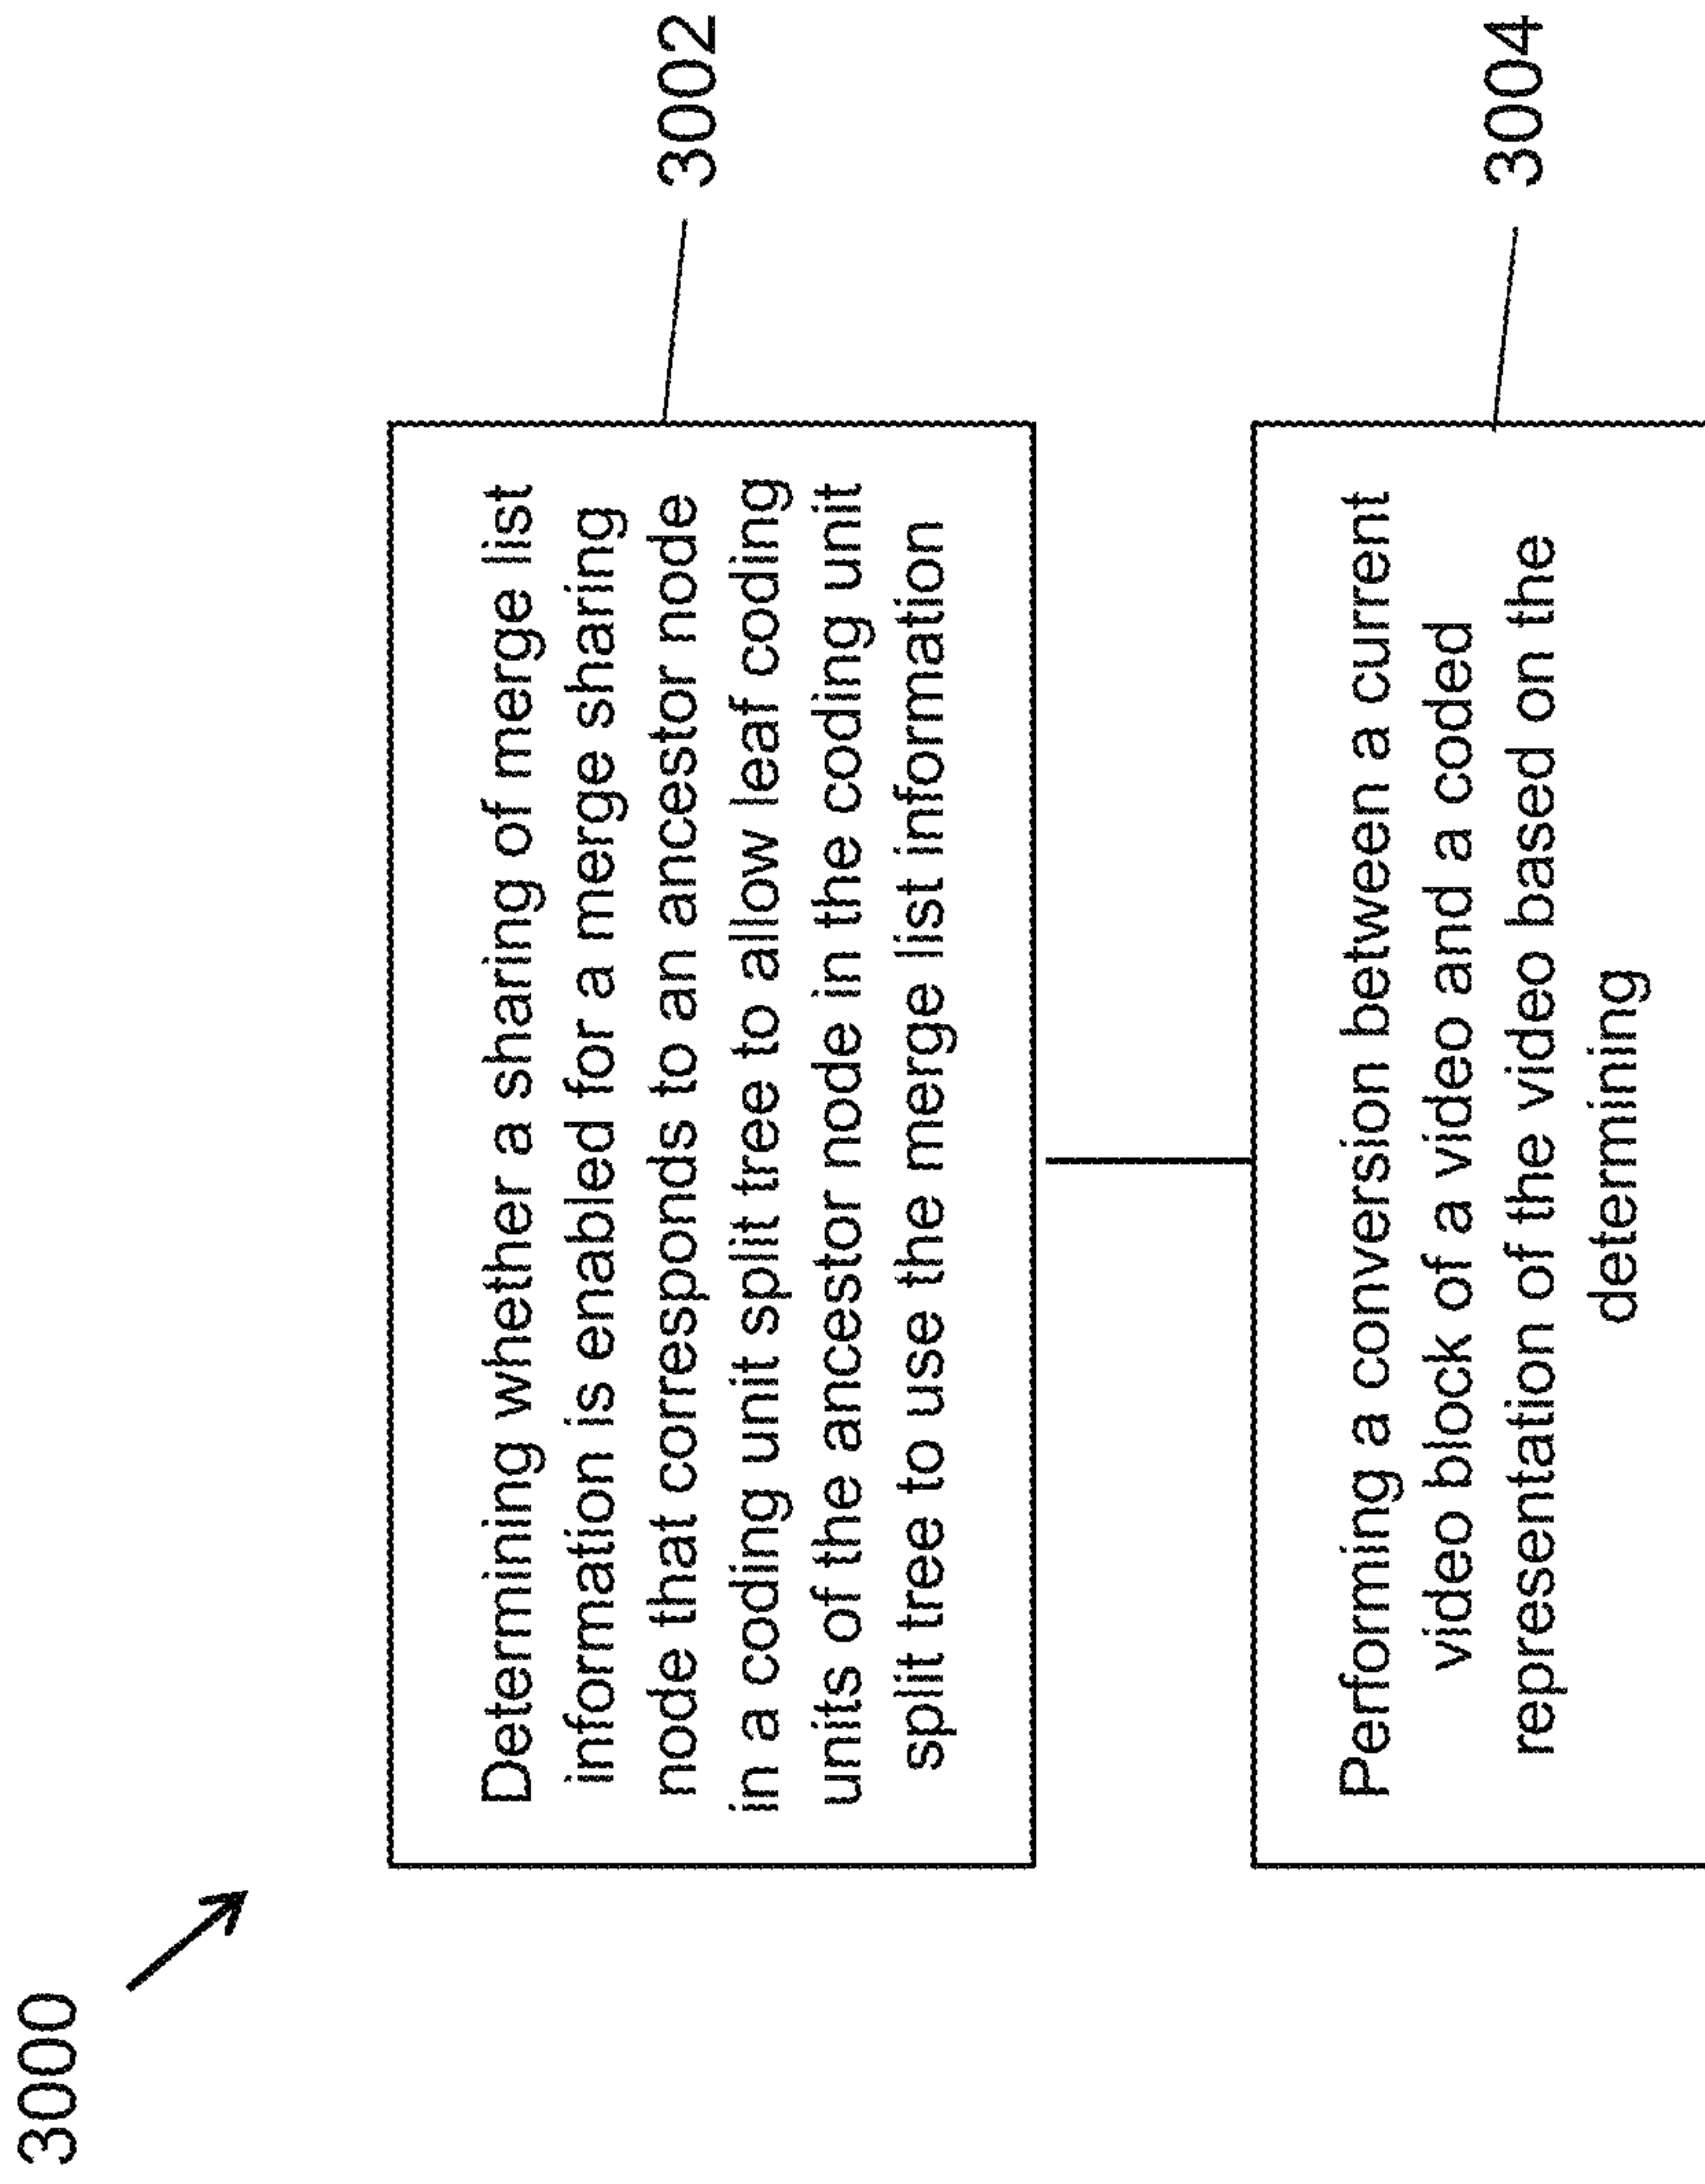 3000
Determining whether a sharing of merge list
information is enabled for a merge sharing
node that corresponds to an ancestor node
in a coding unit split tree to allow leaf coding
units of the ancestor node in the coding unit
split tree to use the merge list information
3002
Performing a conversion between a current
video block of a video and a coded
representation of the video based on the
determining
3004